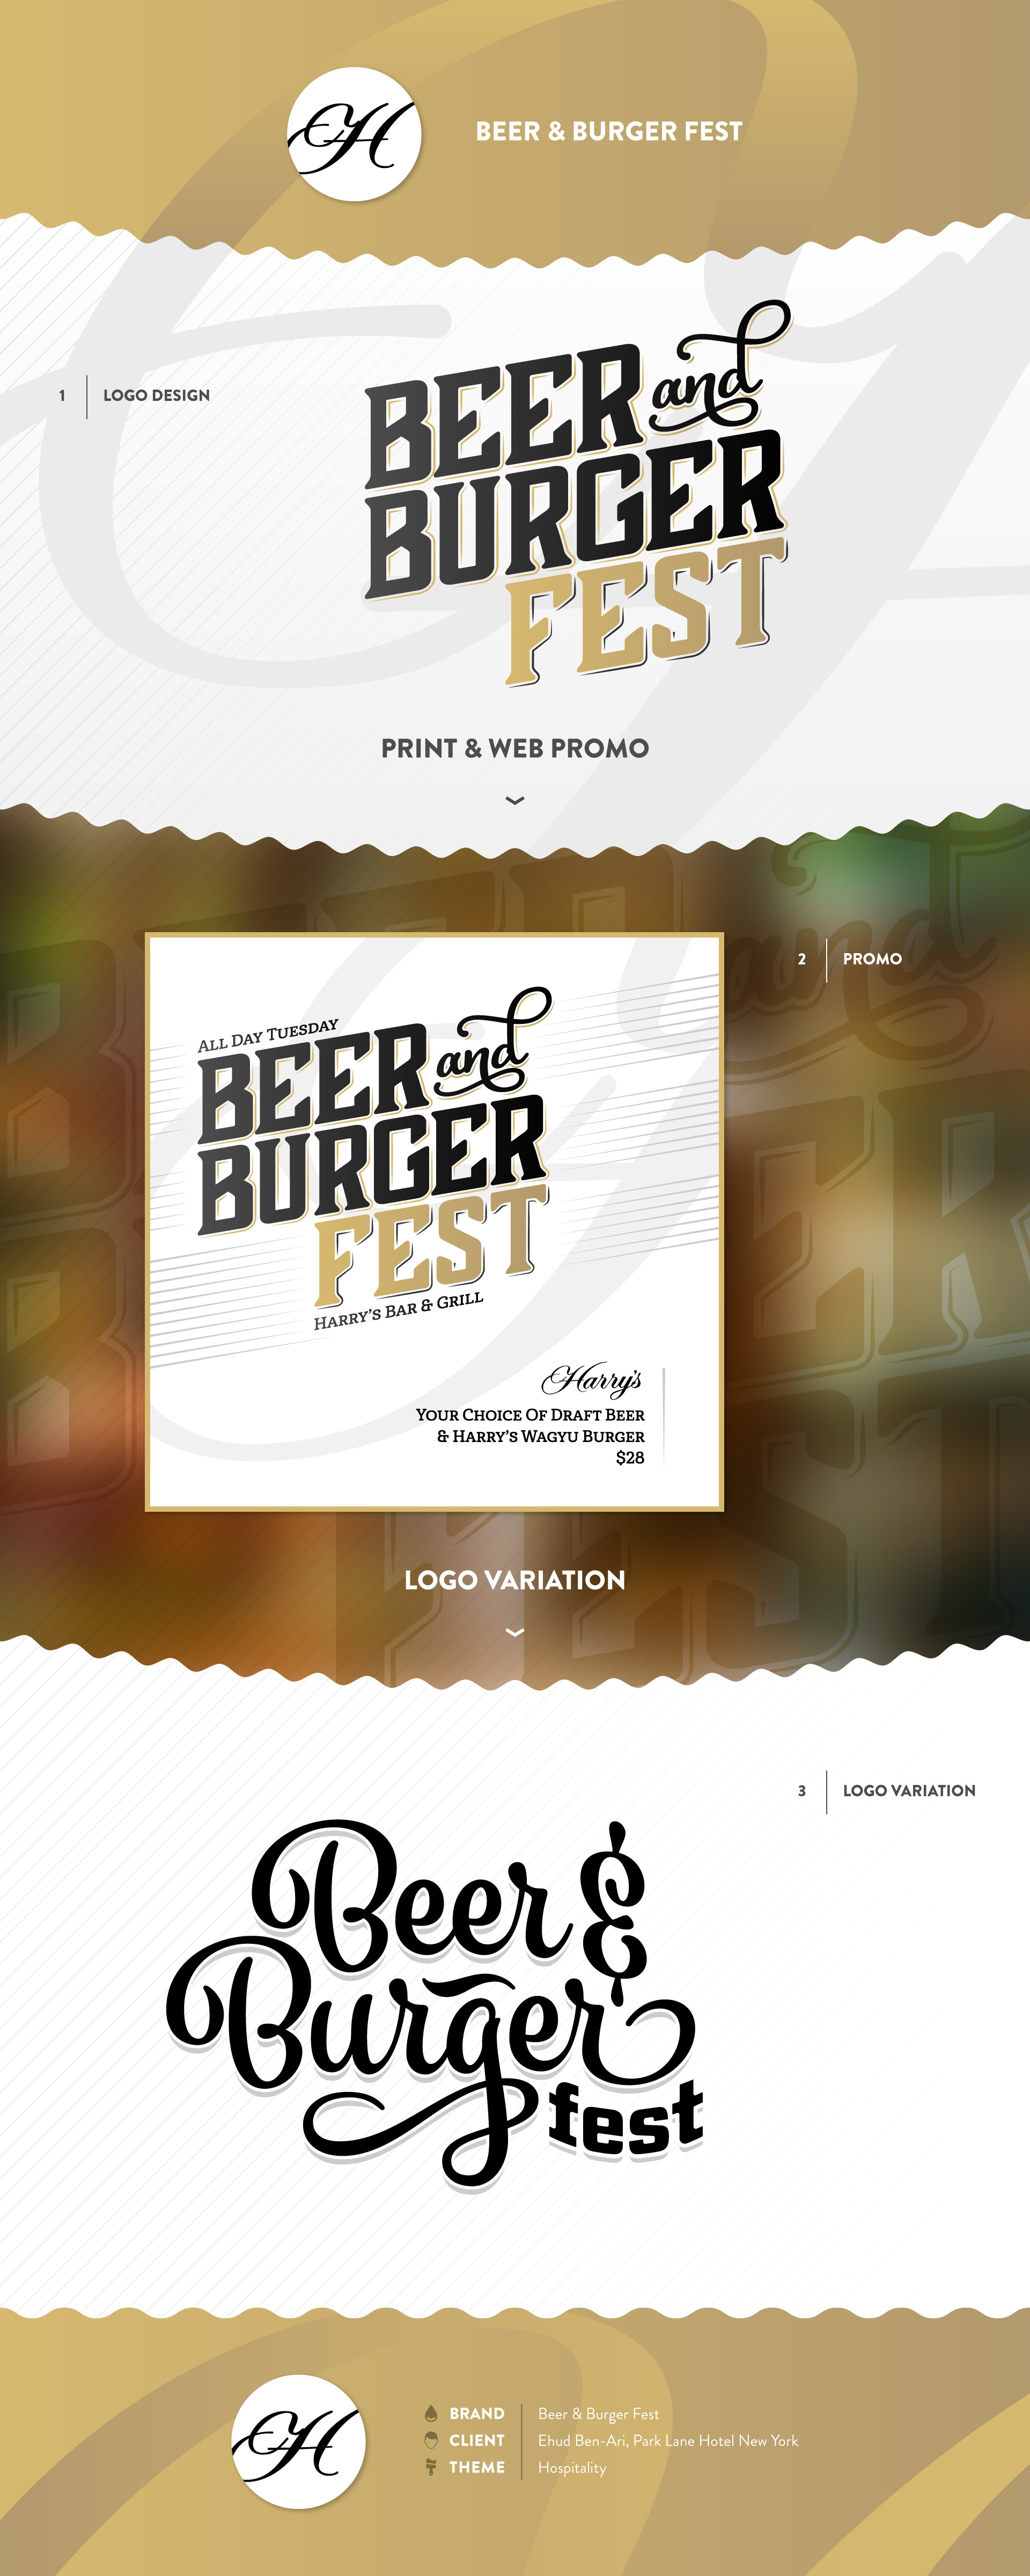 H
BEER & BURGER FEST
1 LOGO DESIGN
BEER and
BURGER
FEST
PRINT & WEB PROMO
2 PROMO
ALL DAY TUESDAY
BEER and
BURGER
FEST
HARRY'S BAR & GRILL
Harry's
YOUR CHOICE OF DRAFT BEER
& HARRY'S WAGYU BURGER
$28
LOGO VARIATION
3 LOGO VARIATION
Beer &
Burger
fest
H
BRAND Beer & Burger Fest
CLIENT Ehud Ben-Ari, Park Lane Hotel New York
THEME Hospitality